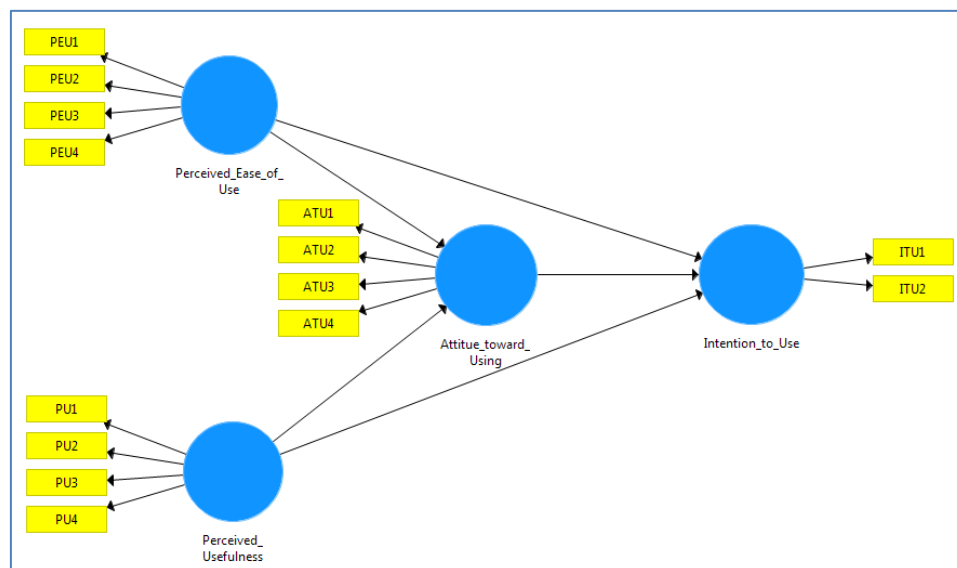 PEU1
PEU2
PEU3
PEU4
Perceived_Ease_of_
Use
ATU1
ATU2
ATU3
ATU4
Attitue_toward_
Using
ITU1
ITU2
Intention_to_Use
PU1
PU2
PU3
PU4
Perceived_
Usefulness